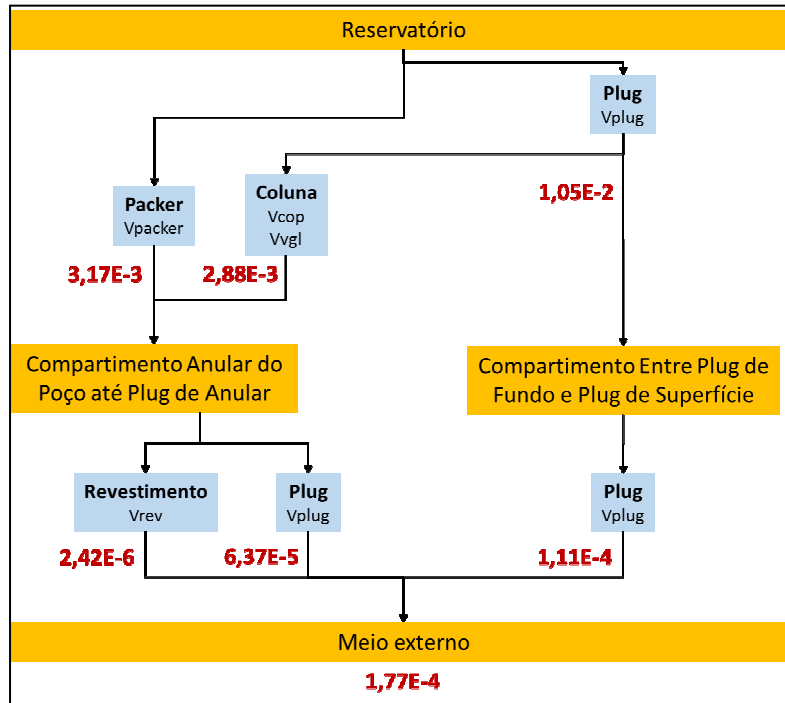 Reservatório
Plug
Vplug
Packer
Vpacker
Coluna
Vcop
Vvgl
1,05E-2
3,17E-3
2,88E-3
Compartimento Anular do
Poço até Plug de Anular
Compartimento Entre Plug de
Fundo e Plug de Superfície
Revestimento
Vrev
Plug
Vplug
Plug
Vplug
2,42E-6
6,37E-5
1,11E-4
Meio externo
1,77E-4